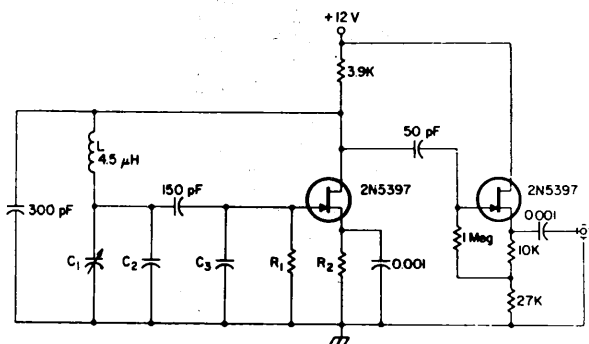 +12 V
3.9K
L
4.5 μH
50 pF
150 pF
2N5397
2N5397
300 pF
0.001
1 Meg
10K
C1
C2
C3
R1
R2
0.001
27K